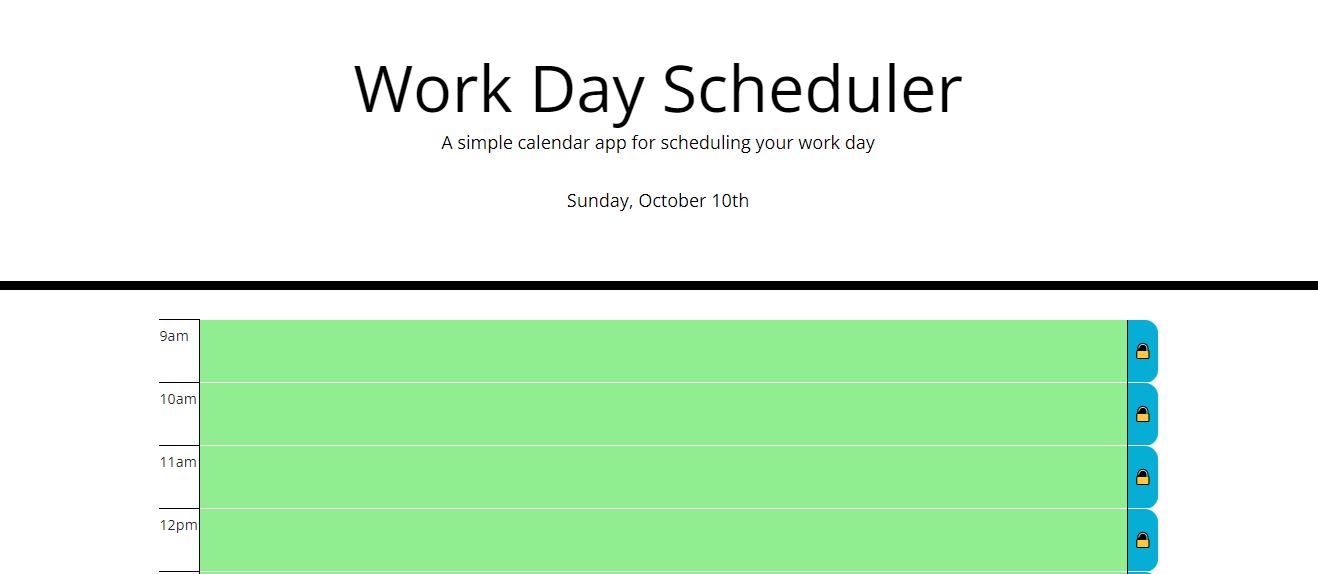 Work Day Scheduler
A simple calendar app for scheduling your work day
Sunday, October 10th
9am
10am
11am
12pm